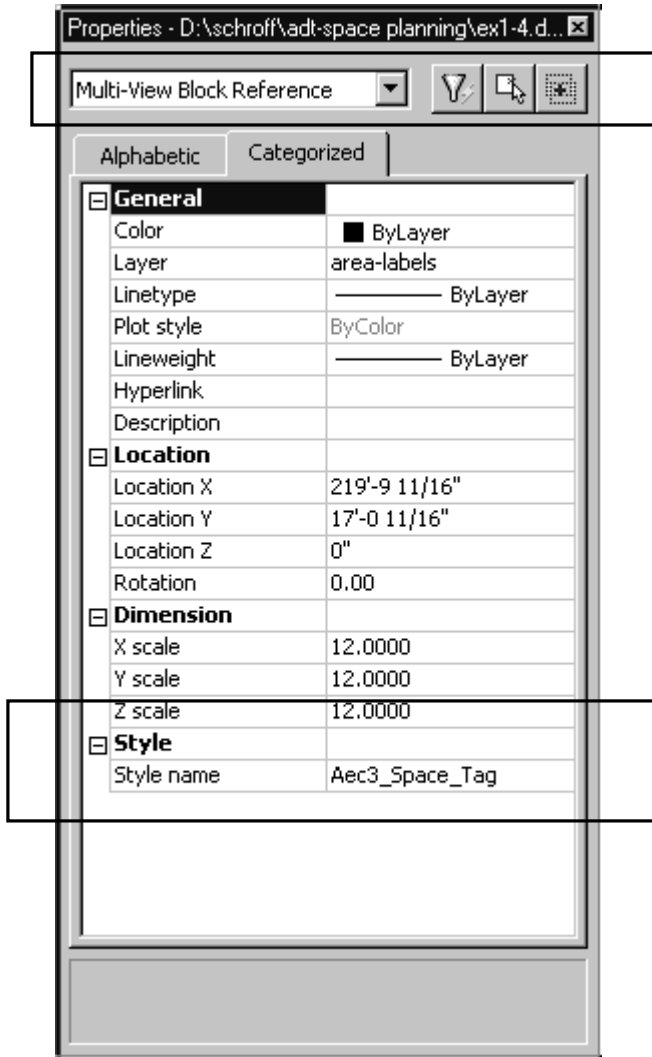 Properties - D:\schroff\adt-space planning\ex1-4.d...
Multi-View Block Reference
Alphabetic Categorized
General
Color ByLayer
Layer area-labels
Linetype ByLayer
Plot style ByColor
Lineweight ByLayer
Hyperlink
Description
Location
Location X 219'-9 11/16"
Location Y 17'-0 11/16"
Location Z 0"
Rotation 0.00
Dimension
X scale 12.0000
Y scale 12.0000
Z scale 12.0000
Style
Style name Aec3_Space_Tag